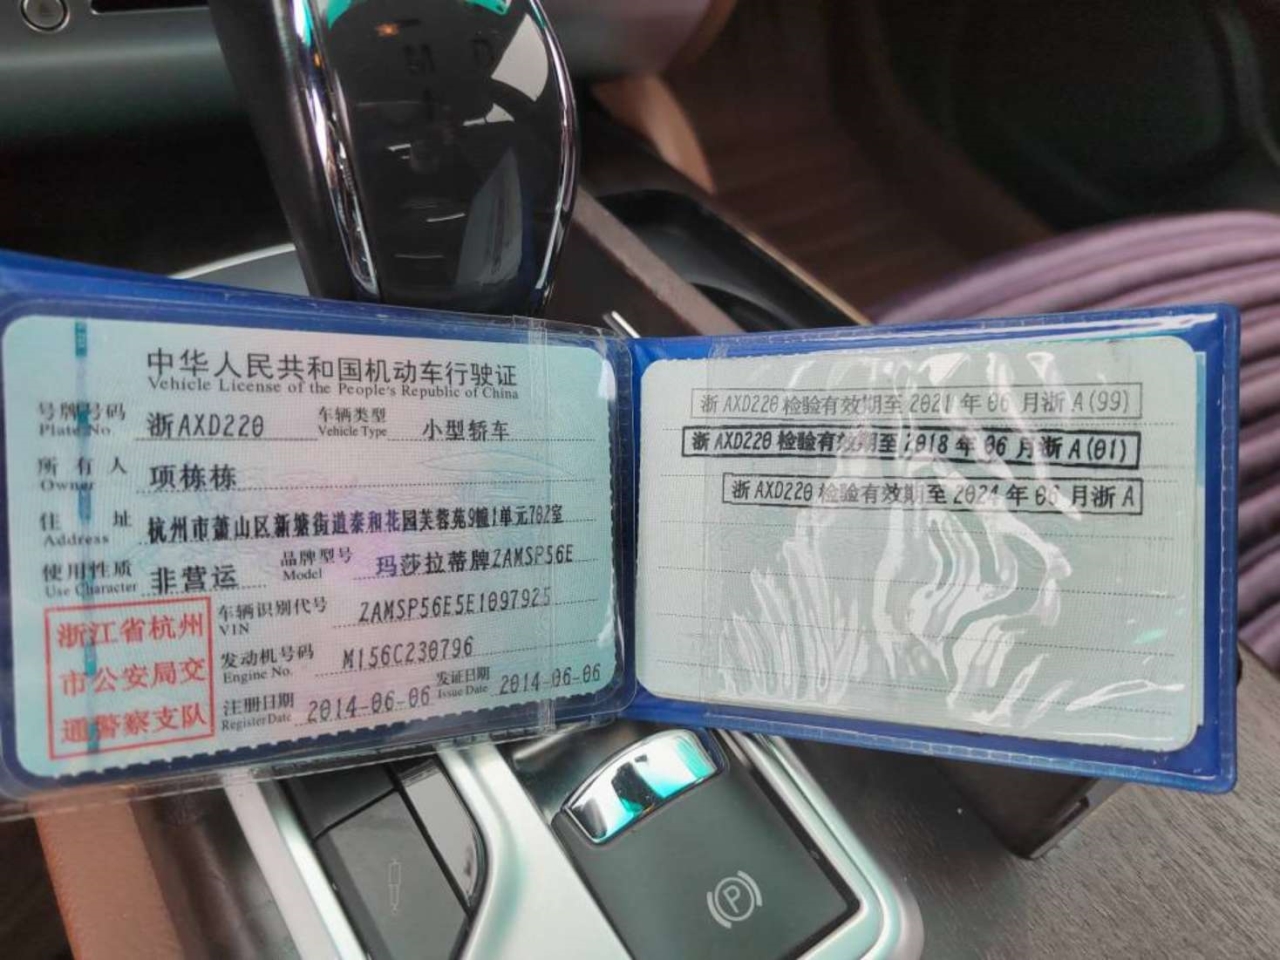 中华人民共和国机动车行驶证
Vehicle License of the People's Republic of China
号牌号码 浙AXD220 车辆类型 小型轿车
Plate No. Vehicle Type
所有人 项栋栋
Owner
住址 杭州市萧山区新塘街道泰和花园芙蓉苑9幢1单元702室
Address
使用性质 非营运 品牌型号 玛莎拉蒂牌ZAMSP56E
Use Character Model
浙江省杭州
市公安局交
通警察支队
车辆识别代号 ZAMSP56E5E1097925
VIN
发动机号码 M156C230796
Engine No.
注册日期 2014-06-06 发证日期 2014-06-06
Register Date Issue Date
浙AXD220检验有效期至2021年06月浙A(99)
浙AXD220检验有效期至2018年06月浙A(01)
浙AXD220检验有效期至2024年06月浙A
P